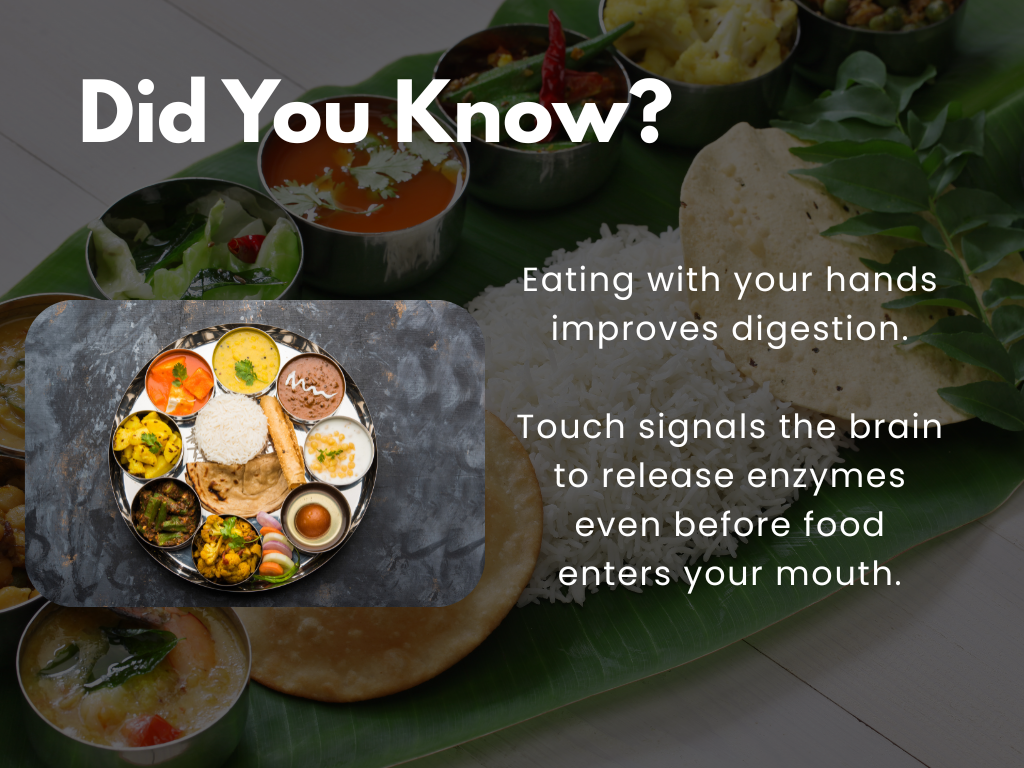 Did You Know?
Eating with your hands
improves digestion.
Touch signals the brain
to release enzymes
even before food
enters your mouth.